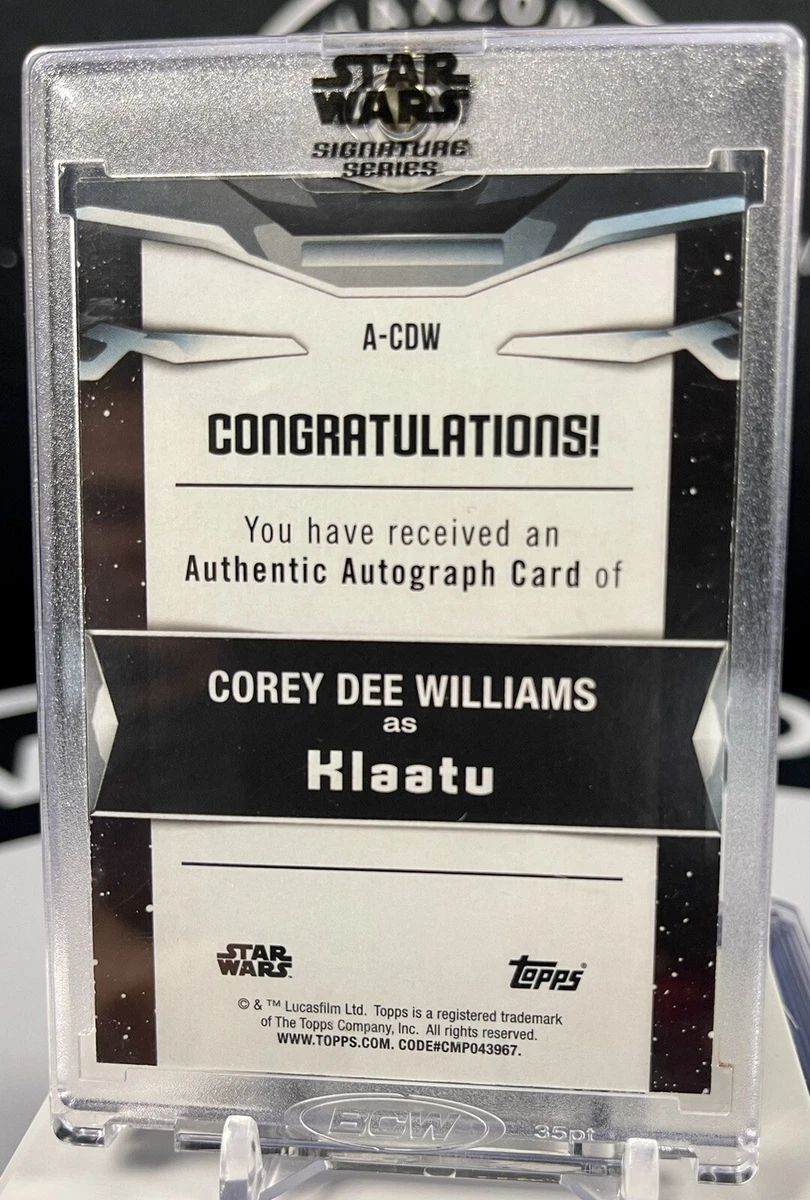 STAR
WARS
SIGNATURE
SERIES
A-CDW
CONGRATULATIONS!
You have received an
Authentic Autograph Card of
COREY DEE WILLIAMS
as
Klaatu
STAR
WARS
Topps®
© & ™ Lucasfilm Ltd. Topps is a registered trademark
of The Topps Company, Inc. All rights reserved.
WWW.TOPPS.COM. CODE#CMP043967.
BCW
35pt